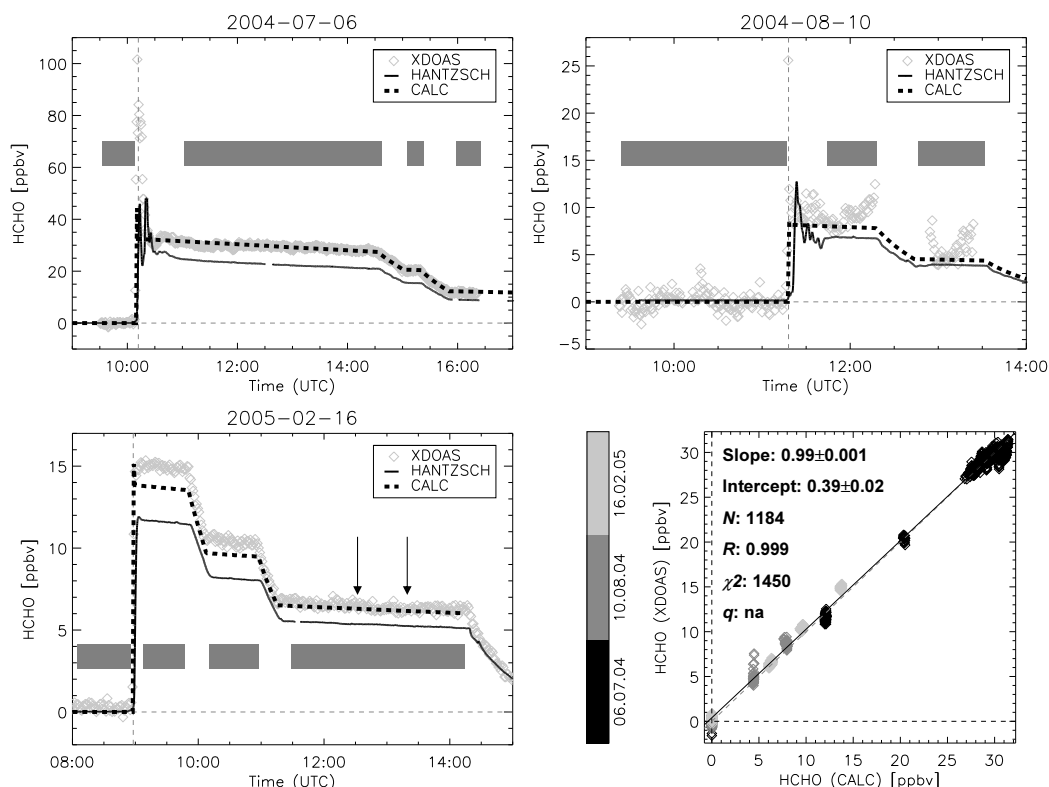 2004-07-06
HCHO [ppbv]
100
80
60
40
20
0
XDOAS
HANTZSCH
CALC
10:00 12:00 14:00 16:00
Time (UTC)
2004-08-10
HCHO [ppbv]
25
20
15
10
5
0
-5
XDOAS
HANTZSCH
CALC
10:00 12:00 14:00
Time (UTC)
2005-02-16
HCHO [ppbv]
15
10
5
0
XDOAS
HANTZSCH
CALC
08:00 10:00 12:00 14:00
Time (UTC)
16.02.05
10.08.04
06.07.04
HCHO (XDOAS) [ppbv]
30
25
20
15
10
5
0
Slope: 0.99±0.001
Intercept: 0.39±0.02
N: 1184
R: 0.999
χ2: 1450
q: na
0 5 10 15 20 25 30
HCHO (CALC) [ppbv]